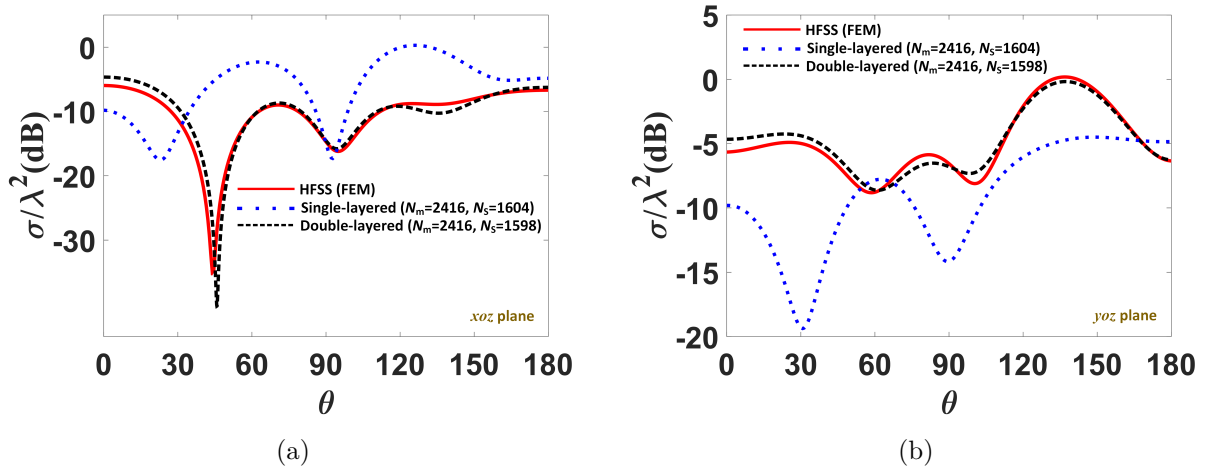 0
-10
-20
-30
σ/λ²(dB)
HFSS (FEM)
Single-layered (Nm=2416, NS=1604)
Double-layered (Nm=2416, NS=1598)
xoz plane
0 30 60 90 120 150 180
θ
(a)
5
0
-5
-10
-15
-20
σ/λ²(dB)
HFSS (FEM)
Single-layered (Nm=2416, NS=1604)
Double-layered (Nm=2416, NS=1598)
yoz plane
0 30 60 90 120 150 180
θ
(b)